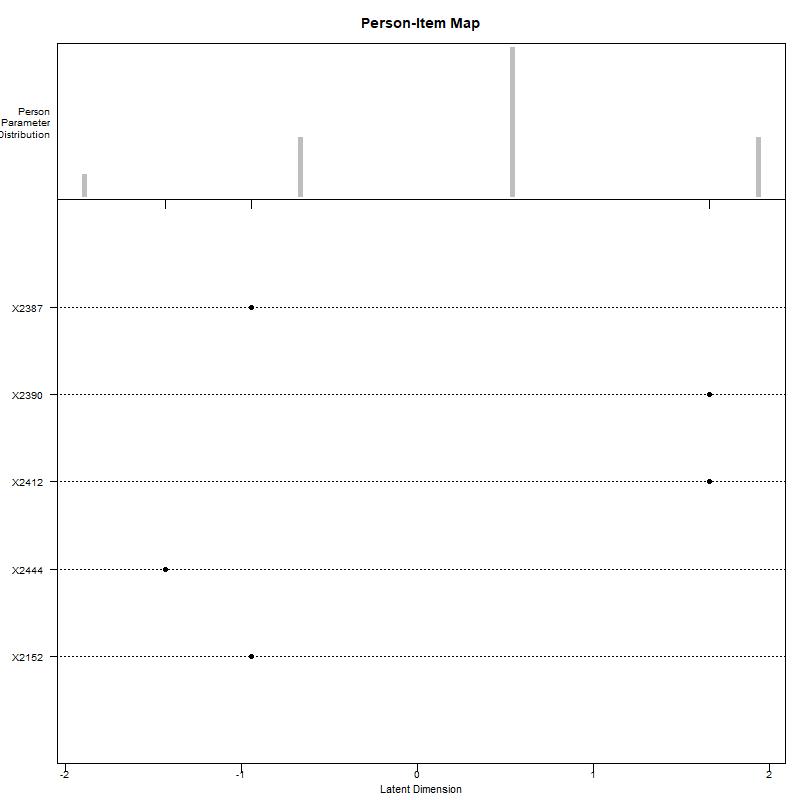 Person-Item Map
Person
Parameter
Distribution
X2387
X2390
X2412
X2444
X2152
-2 -1 0 1 2
Latent Dimension